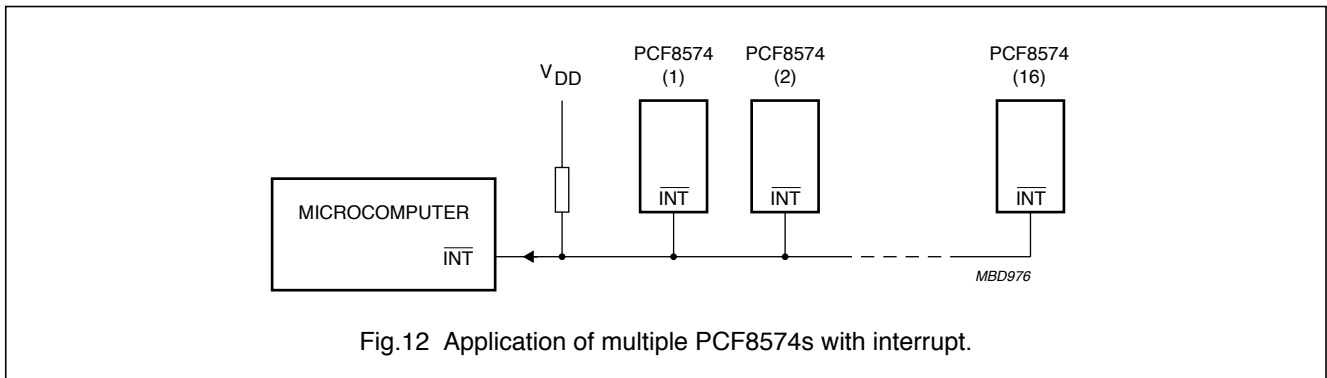 PCF8574 PCF8574 PCF8574
(1) (2) (16)
VDD
INT INT INT
MICROCOMPUTER
INT
MBD976
Fig.12 Application of multiple PCF8574s with interrupt.